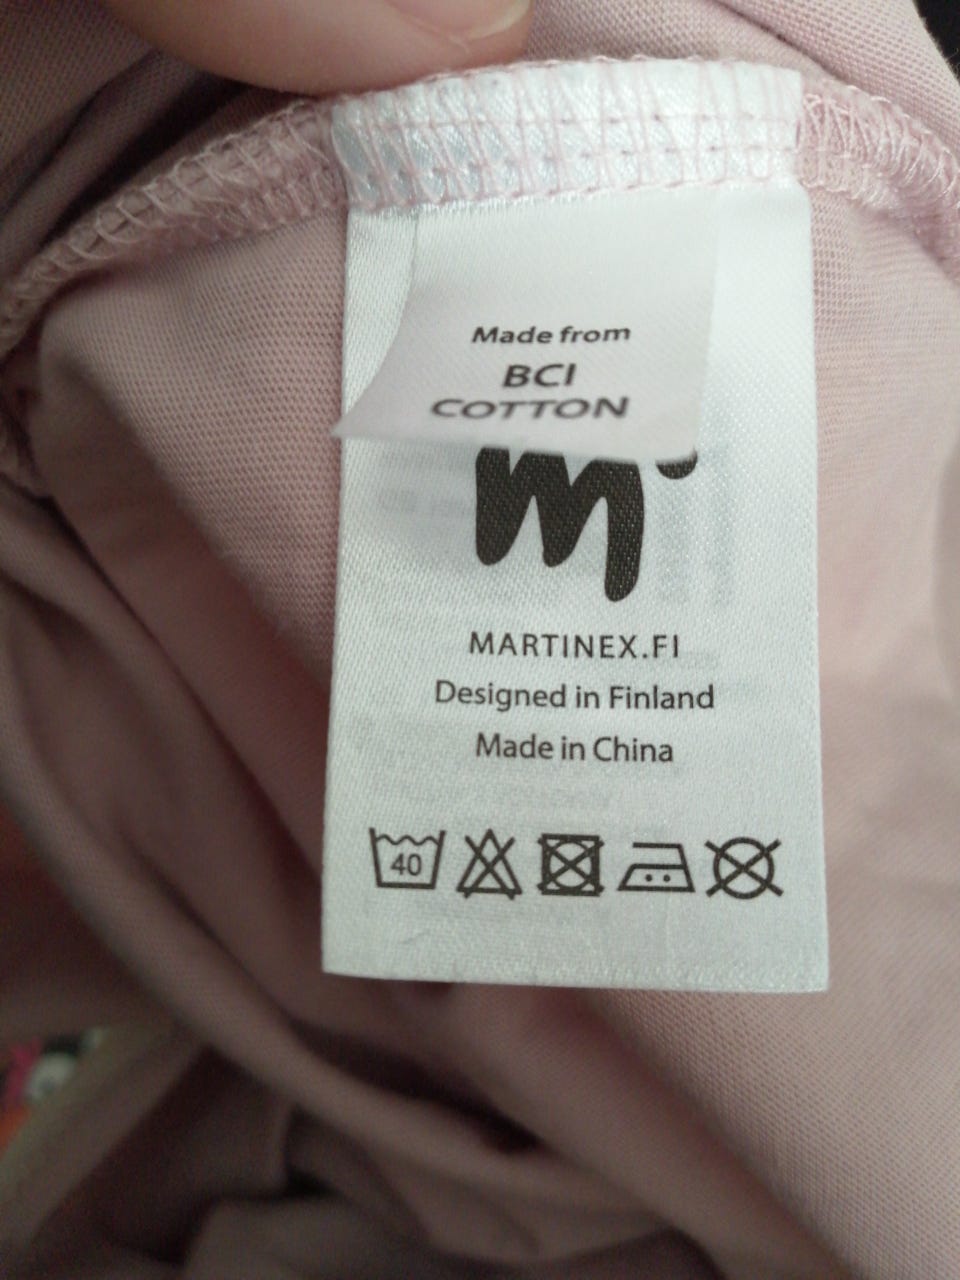 Made from
BCI
COTTON
m
MARTINEX.FI
Designed in Finland
Made in China
40